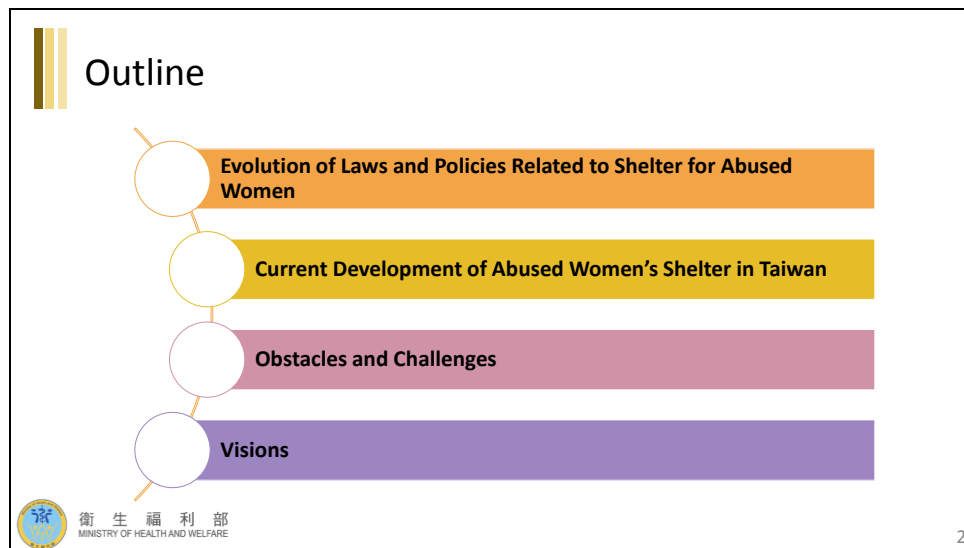 Outline
Evolution of Laws and Policies Related to Shelter for Abused
Women
Current Development of Abused Women’s Shelter in Taiwan
Obstacles and Challenges
Visions
衛生福利部
MINISTRY OF HEALTH AND WELFARE
2